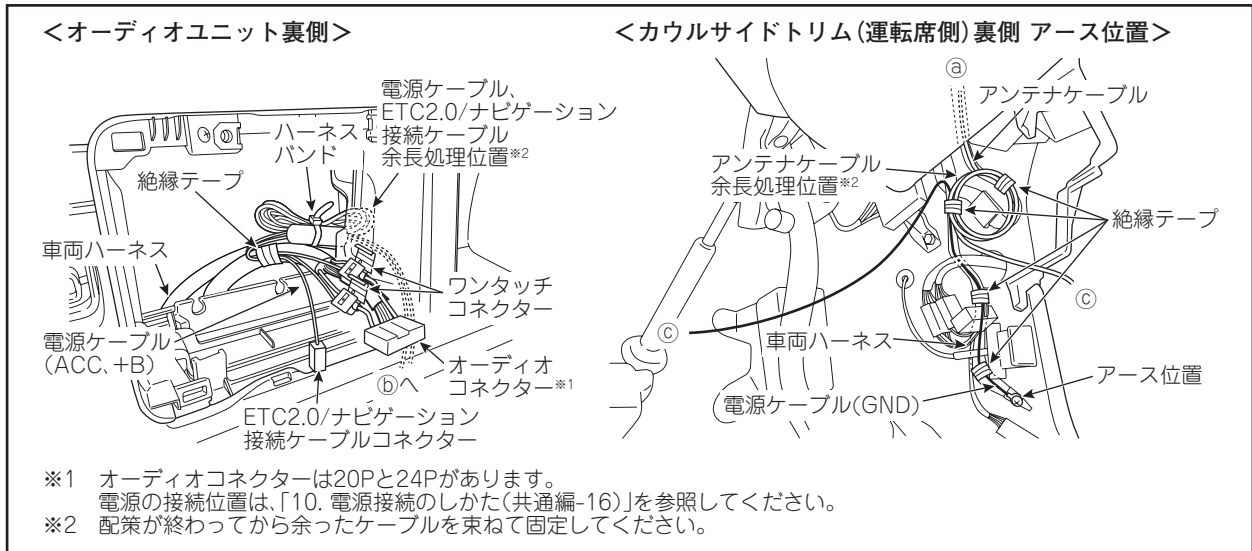 ＜オーディオユニット裏側＞
電源ケーブル、
ETC2.0/ナビゲーション
接続ケーブル
余長処理位置※2
ハーネス
バンド
絶縁テープ
車両ハーネス
ワンタッチ
コネクター
電源ケーブル
(ACC、+B)
オーディオ
コネクター※1
ⓑへ
ETC2.0/ナビゲーション
接続ケーブルコネクター
＜カウルサイドトリム(運転席側)裏側 アース位置＞
ⓐ
アンテナケーブル
アンテナケーブル
余長処理位置※2
絶縁テープ
ⓒ
ⓒ
車両ハーネス
アース位置
電源ケーブル(GND)
※1 オーディオコネクターは20Pと24Pがあります。
電源の接続位置は、「10. 電源接続のしかた(共通編-16)」を参照してください。
※2 配策が終わってから余ったケーブルを束ねて固定してください。